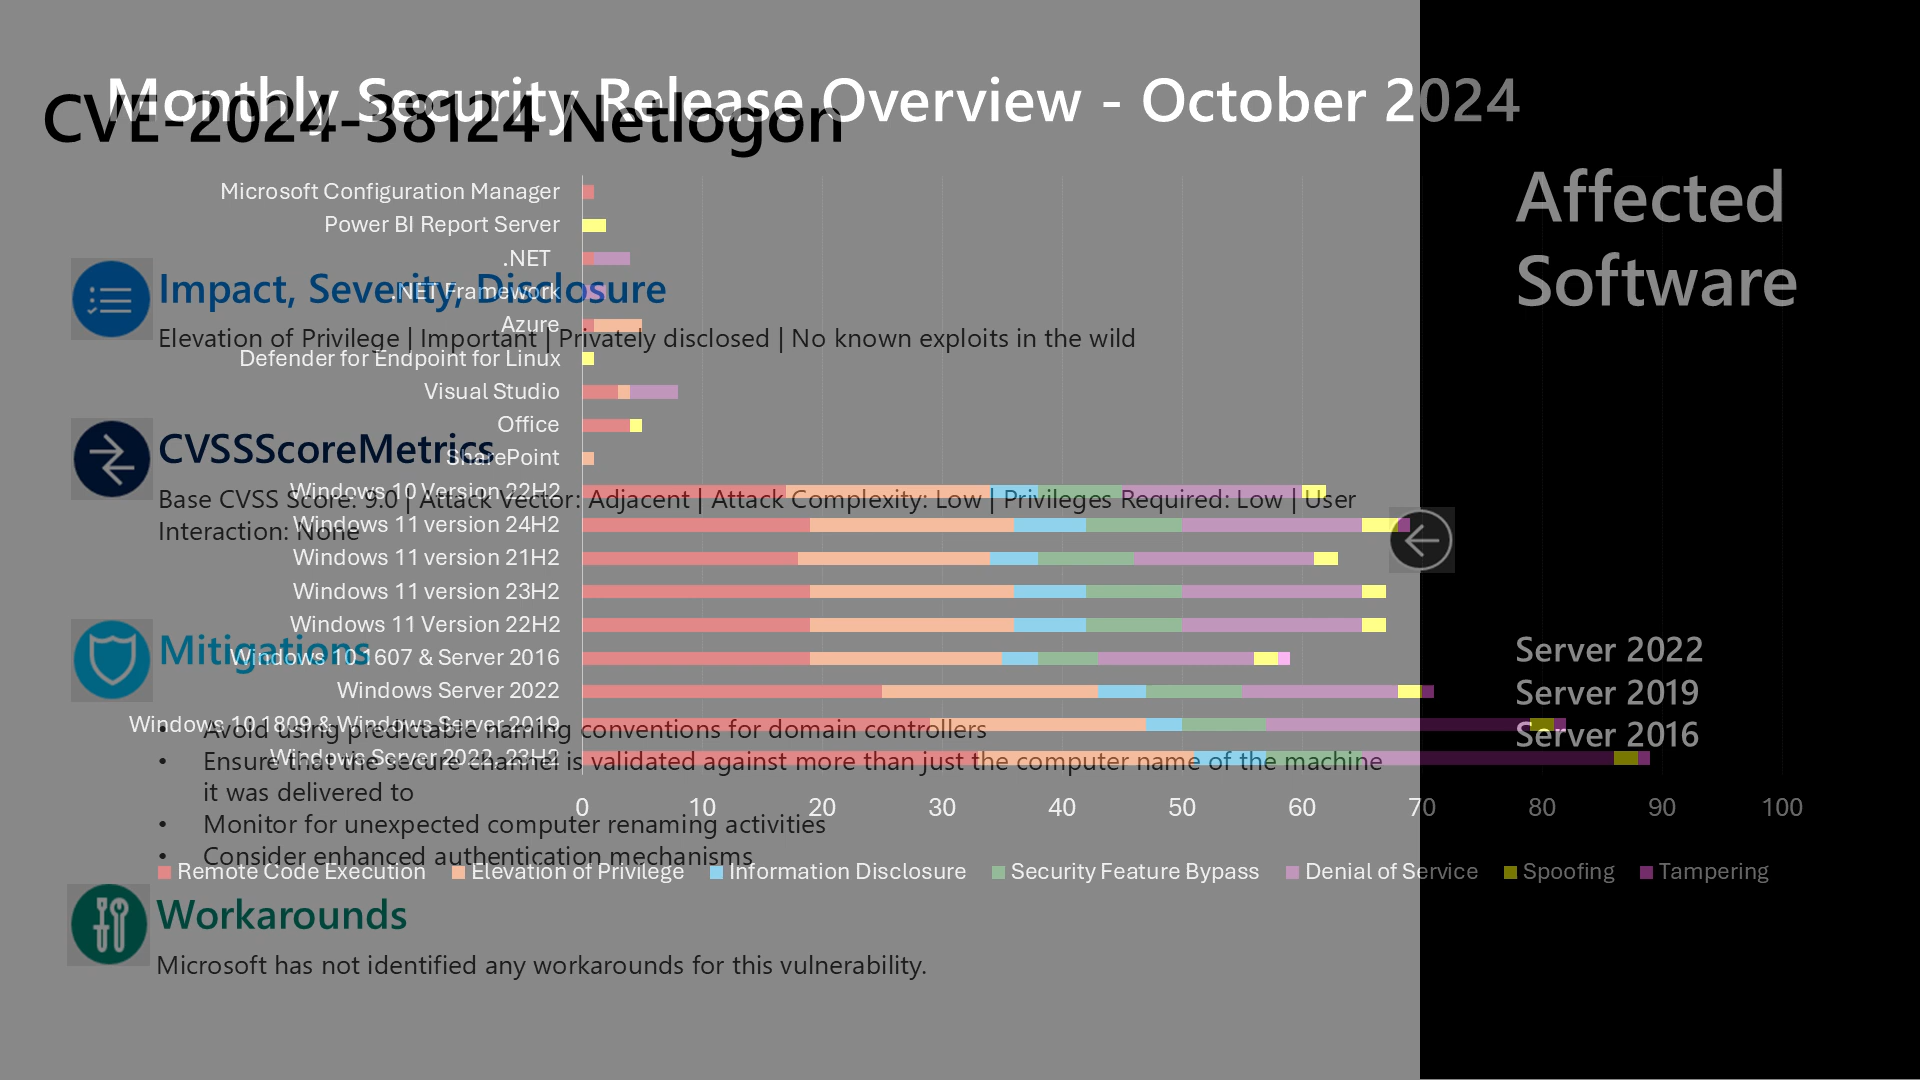 Monthly Security Release Overview - October 2024
CVE-2024-38124 Netlogon
Affected
Software
Microsoft Configuration Manager
Power BI Report Server
.NET
Impact, Severity, Disclosure
.NET Framework
Azure
Elevation of Privilege | Important | Privately disclosed | No known exploits in the wild
Defender for Endpoint for Linux
Visual Studio
Office
CVSSScoreMetrics
SharePoint
Windows 10 Version 22H2
Base CVSS Score: 9.0 | Attack Vector: Adjacent | Attack Complexity: Low | Privileges Required: Low | User
Interaction: None
Windows 11 version 24H2
Windows 11 version 21H2
Windows 11 version 23H2
Windows 11 Version 22H2
Mitigations
Windows 10 1607 & Server 2016
Windows Server 2022
Windows 10 1809 & Windows Server 2019
Windows Server 2022, 23H2
Server 2022
Server 2019
Server 2016
• Avoid using predictable naming conventions for domain controllers
• Ensure that the secure channel is validated against more than just the computer name of the machine
it was delivered to
• Monitor for unexpected computer renaming activities
• Consider enhanced authentication mechanisms
0 10 20 30 40 50 60 70 80 90 100
Remote Code Execution Elevation of Privilege Information Disclosure Security Feature Bypass Denial of Service Spoofing Tampering
Workarounds
Microsoft has not identified any workarounds for this vulnerability.